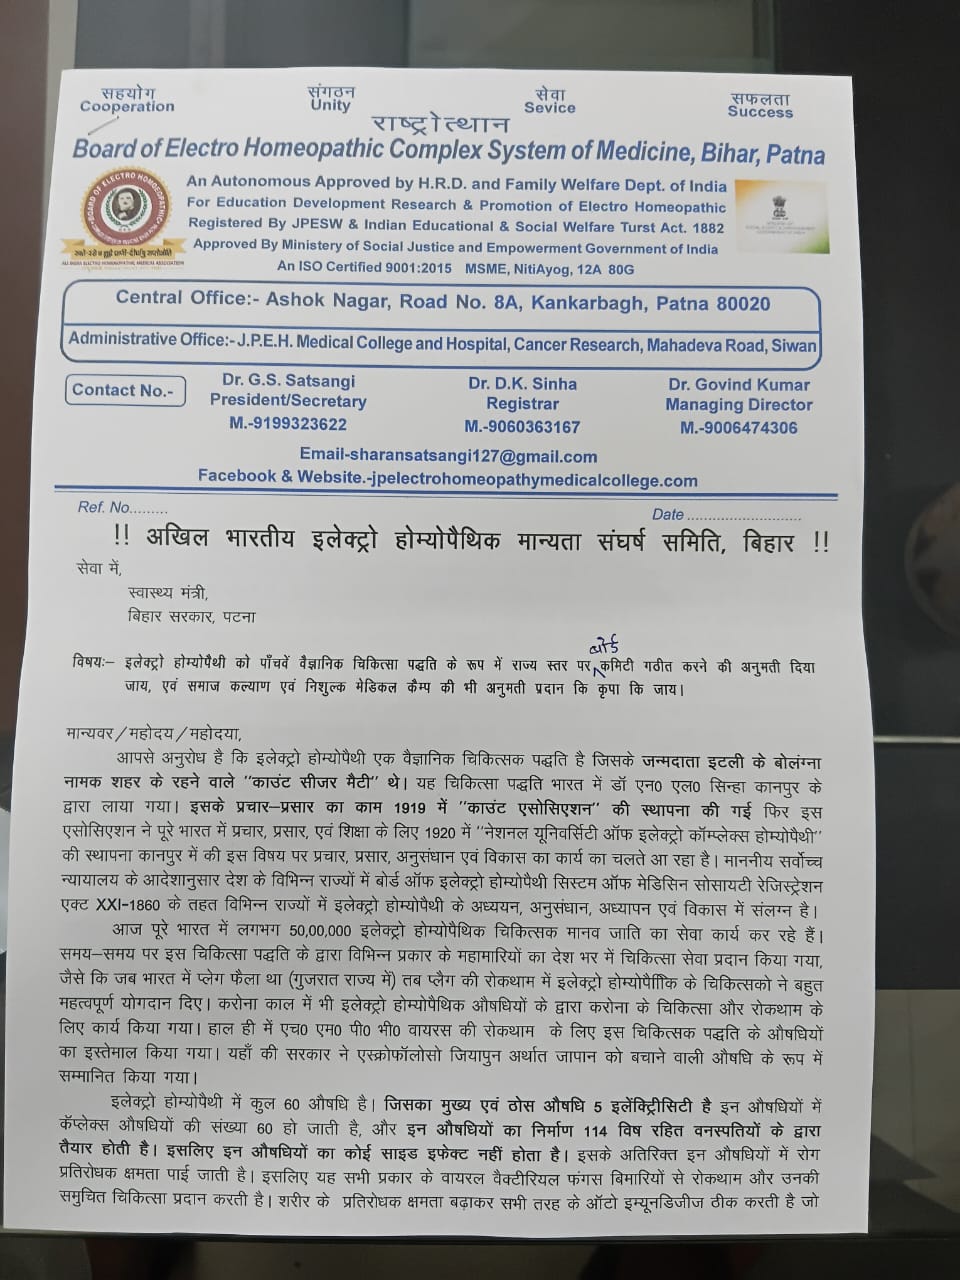 सहयोग संगठन सेवा सफलता
Cooperation Unity Sevice Success
राष्ट्रोत्थान
Board of Electro Homeopathic Complex System of Medicine, Bihar, Patna
An Autonomous Approved by H.R.D. and Family Welfare Dept. of India
For Education Development Research & Promotion of Electro Homeopathic
Registered By JPESW & Indian Educational & Social Welfare Turst Act. 1882
Approved By Ministry of Social Justice and Empowerment Government of India
An ISO Certified 9001:2015 MSME, NitiAyog, 12A 80G
Central Office:- Ashok Nagar, Road No. 8A, Kankarbagh, Patna 80020
Administrative Office:- J.P.E.H. Medical College and Hospital, Cancer Research, Mahadeva Road, Siwan
Contact No.-
Dr. G.S. Satsangi Dr. D.K. Sinha Dr. Govind Kumar
President/Secretary Registrar Managing Director
M.-9199323622 M.-9060363167 M.-9006474306
Email-sharansatsangi127@gmail.com
Facebook & Website.-jpelectrohomeopathymedicalcollege.com
Ref. No......... Date ............................
!! अखिल भारतीय इलेक्ट्रो होम्योपैथिक मान्यता संघर्ष समिति, बिहार !!
सेवा में,
स्वास्थ्य मंत्री,
बिहार सरकार, पटना
बोर्ड
विषयः– इलेक्ट्रो होम्योपैथी को पाँचवें वैज्ञानिक चिकित्सा पद्धति के रूप में राज्य स्तर पर कमिटी गठीत करने की अनुमती दिया
जाय, एवं समाज कल्याण एवं निशुल्क मेडिकल कैम्प की भी अनुमती प्रदान कि कृपा कि जाय।
मान्यवर/महोदय/महोदया,
आपसे अनुरोध है कि इलेक्ट्रो होम्योपैथी एक वैज्ञानिक चिकित्सक पद्धति है जिसके जन्मदाता इटली के बोलंग्ना
नामक शहर के रहने वाले "काउंट सीजर मैटी" थे। यह चिकित्सा पद्धति भारत में डॉ एन0 एल0 सिन्हा कानपुर के
द्वारा लाया गया। इसके प्रचार–प्रसार का काम 1919 में "काउंट एसोसिएशन" की स्थापना की गई फिर इस
एसोसिएशन ने पूरे भारत में प्रचार, प्रसार, एवं शिक्षा के लिए 1920 में "नेशनल यूनिवर्सिटी ऑफ इलेक्ट्रो कॉम्प्लेक्स होम्योपैथी"
की स्थापना कानपुर में की इस विषय पर प्रचार, प्रसार, अनुसंधान एवं विकास का कार्य का चलते आ रहा है। माननीय सर्वोच्च
न्यायालय के आदेशानुसार देश के विभिन्न राज्यों में बोर्ड ऑफ इलेक्ट्रो होम्योपैथी सिस्टम ऑफ मेडिसिन सोसायटी रेजिस्ट्रेशन
एक्ट XXI-1860 के तहत विभिन्न राज्यों में इलेक्ट्रो होम्योपैथी के अध्ययन, अनुसंधान, अध्यापन एवं विकास में संलग्न है।
आज पूरे भारत में लगभग 50,00,000 इलेक्ट्रो होम्योपैथिक चिकित्सक मानव जाति का सेवा कार्य कर रहे हैं।
समय–समय पर इस चिकित्सा पद्धति के द्वारा विभिन्न प्रकार के महामारियों का देश भर में चिकित्सा सेवा प्रदान किया गया,
जैसे कि जब भारत में प्लेग फैला था (गुजरात राज्य में) तब प्लैग की रोकथाम में इलेक्ट्रो होम्योपैीिक के चिकित्सको ने बहुत
महत्वपूर्ण योगदान दिए। करोना काल में भी इलेक्ट्रो होम्योपैथिक औषधियों के द्वारा करोना के चिकित्सा और रोकथाम के
लिए कार्य किया गया। हाल ही में एच0 एम0 पी0 भी0 वायरस की रोकथाम के लिए इस चिकित्सक पद्धति के औषधियों
का इस्तेमाल किया गया। यहाँ की सरकार ने एस्क्रोफॉलोसो जियापुन अर्थात जापान को बचाने वाली औषधि के रूप में
सम्मानित किया गया।
इलेक्ट्रो होम्योपैथी में कुल 60 औषधि है। जिसका मुख्य एवं ठोस औषधि 5 इलेंक्ट्रिीसिटी है इन औषधियों में
कॅप्लेक्स औषधियों की संख्या 60 हो जाती है, और इन औषधियों का निर्माण 114 विष रहित वनस्पतियों के द्वारा
तैयार होती है। इसलिए इन औषधियों का कोई साइड इफेक्ट नहीं होता है। इसके अतिरिक्त इन औषधियों में रोग
प्रतिरोधक क्षमता पाई जाती है। इसलिए यह सभी प्रकार के वायरल वैक्टीरियल फंगस बिमारियों से रोकथाम और उनकी
समुचित चिकित्सा प्रदान करती है। शरीर के प्रतिरोधक क्षमता बढ़ाकर सभी तरह के ऑटो इम्यूनडिजीज ठीक करती है जो